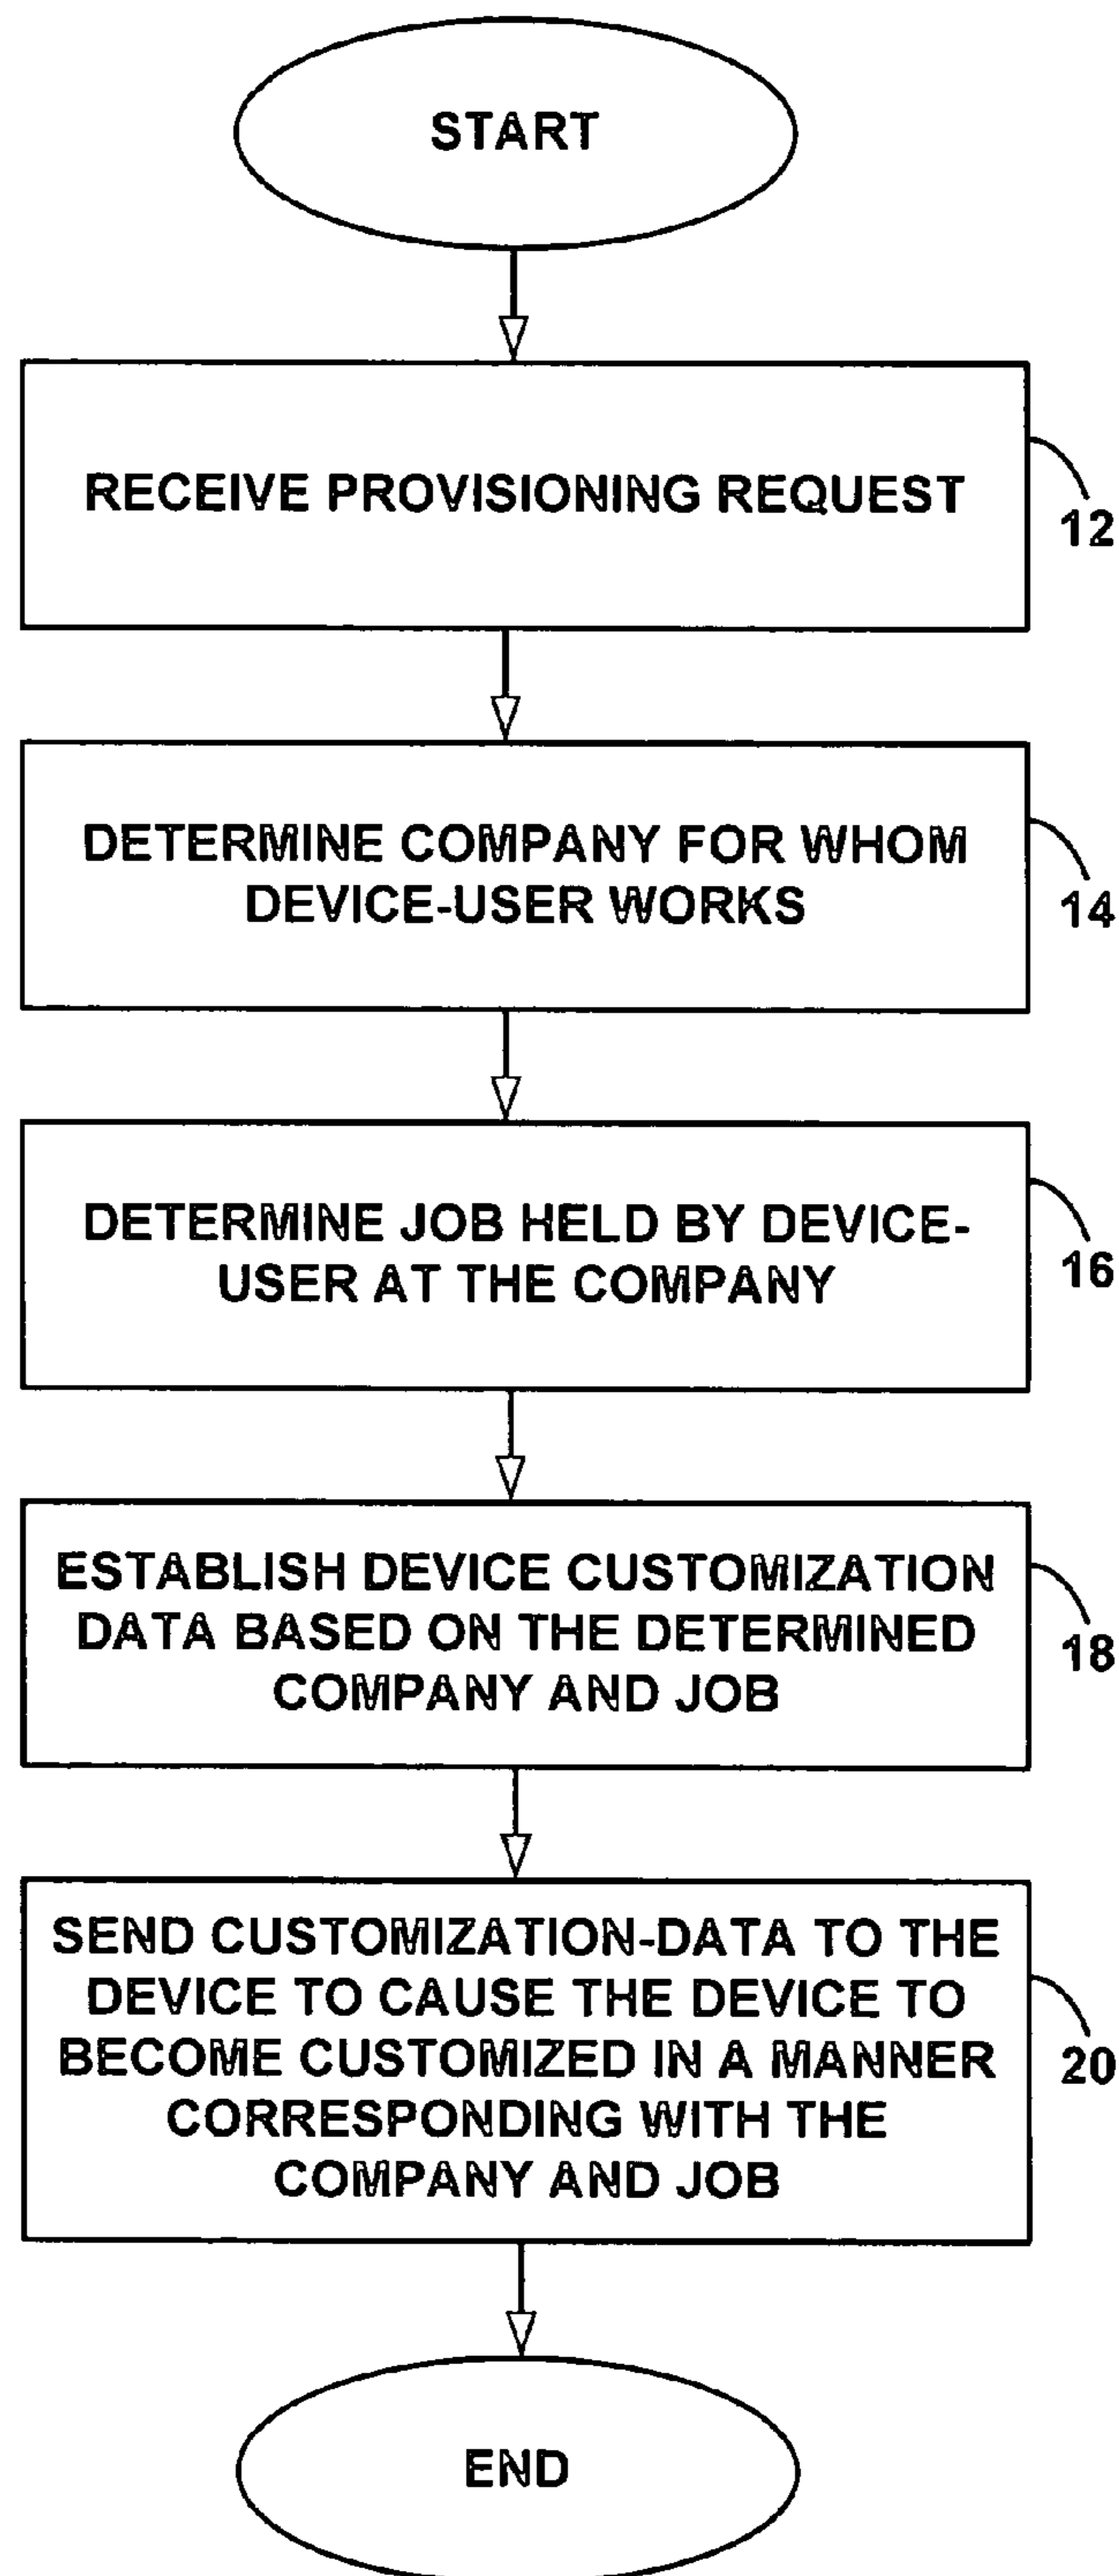 START
RECEIVE PROVISIONING REQUEST
12
DETERMINE COMPANY FOR WHOM
DEVICE-USER WORKS
14
DETERMINE JOB HELD BY DEVICE-
USER AT THE COMPANY
16
ESTABLISH DEVICE CUSTOMIZATION
DATA BASED ON THE DETERMINED
COMPANY AND JOB
18
SEND CUSTOMIZATION-DATA TO THE
DEVICE TO CAUSE THE DEVICE TO
BECOME CUSTOMIZED IN A MANNER
CORRESPONDING WITH THE
COMPANY AND JOB
20
END